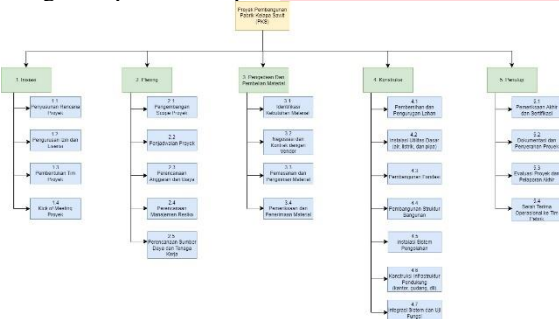 Proyek Pembangunan
Pabrik Kelapa Sawit
(PKS)
1. Inisiasi
2. Planing
3. Pengadaan Dan
Pembelian Material
4. Konstruksi
5. Penutup
1.1
Penyusunan Rencana
Proyek
1.2
Pengurusan Izin dan
Lisensi
1.3
Pembentukan Tim
Proyek
1.4
Kick of Meeting
Proyek
2.1
Pengembangan
Scope Proyek
2.2
Penjadwalan Proyek
2.3
Perencanaan
Anggaran dan Biaya
2.4
Perencanaan
Manajemen Resiko
2.5
Perencanaan Sumber
Daya dan Tenaga
Kerja
3.1
Identifikasi
Kebutuhan Material
3.2
Negosiasi dan
Kontrak dengan
Vendor
3.3
Pemesanan dan
Pengiriman Material
3.4
Pemeriksaan dan
Penerimaan Material
4.1
Pembersihan dan
Pengurugan Lahan
4.2
Instalasi Utilitas Dasar
(air, listrik, dan pipa)
4.3
Pembangunan Fondasi
4.4
Pembangunan Struktur
Bangunan
4.5
Instalasi Sistem
Pengolahan
4.6
Konstruksi Infrastruktur
Pendukung
(kantor, gudang, dll)
4.7
Integrasi Sistem dan Uji
Fungsi
5.1
Pemeriksaan Akhir
dan Sertifikasi
5.2
Dokumentasi dan
Penyerahan Proyek
5.3
Evaluasi Proyek dan
Pelaporan Akhir
5.4
Serah Terima
Operasional ke Tim
Pabrik